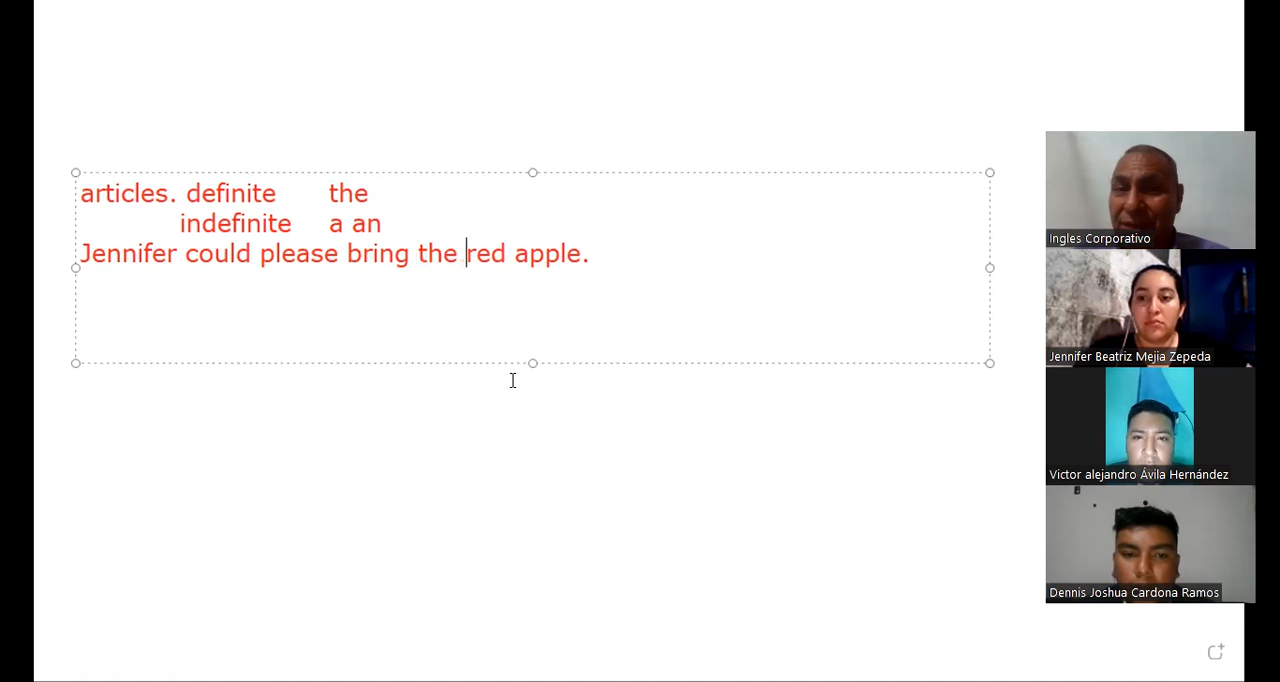 articles. definite the
indefinite a an
Jennifer could please bring the red apple.
Ingles Corporativo
Jennifer Beatriz Mejia Zepeda
Victor alejandro Ávila Hernández
Dennis Joshua Cardona Ramos